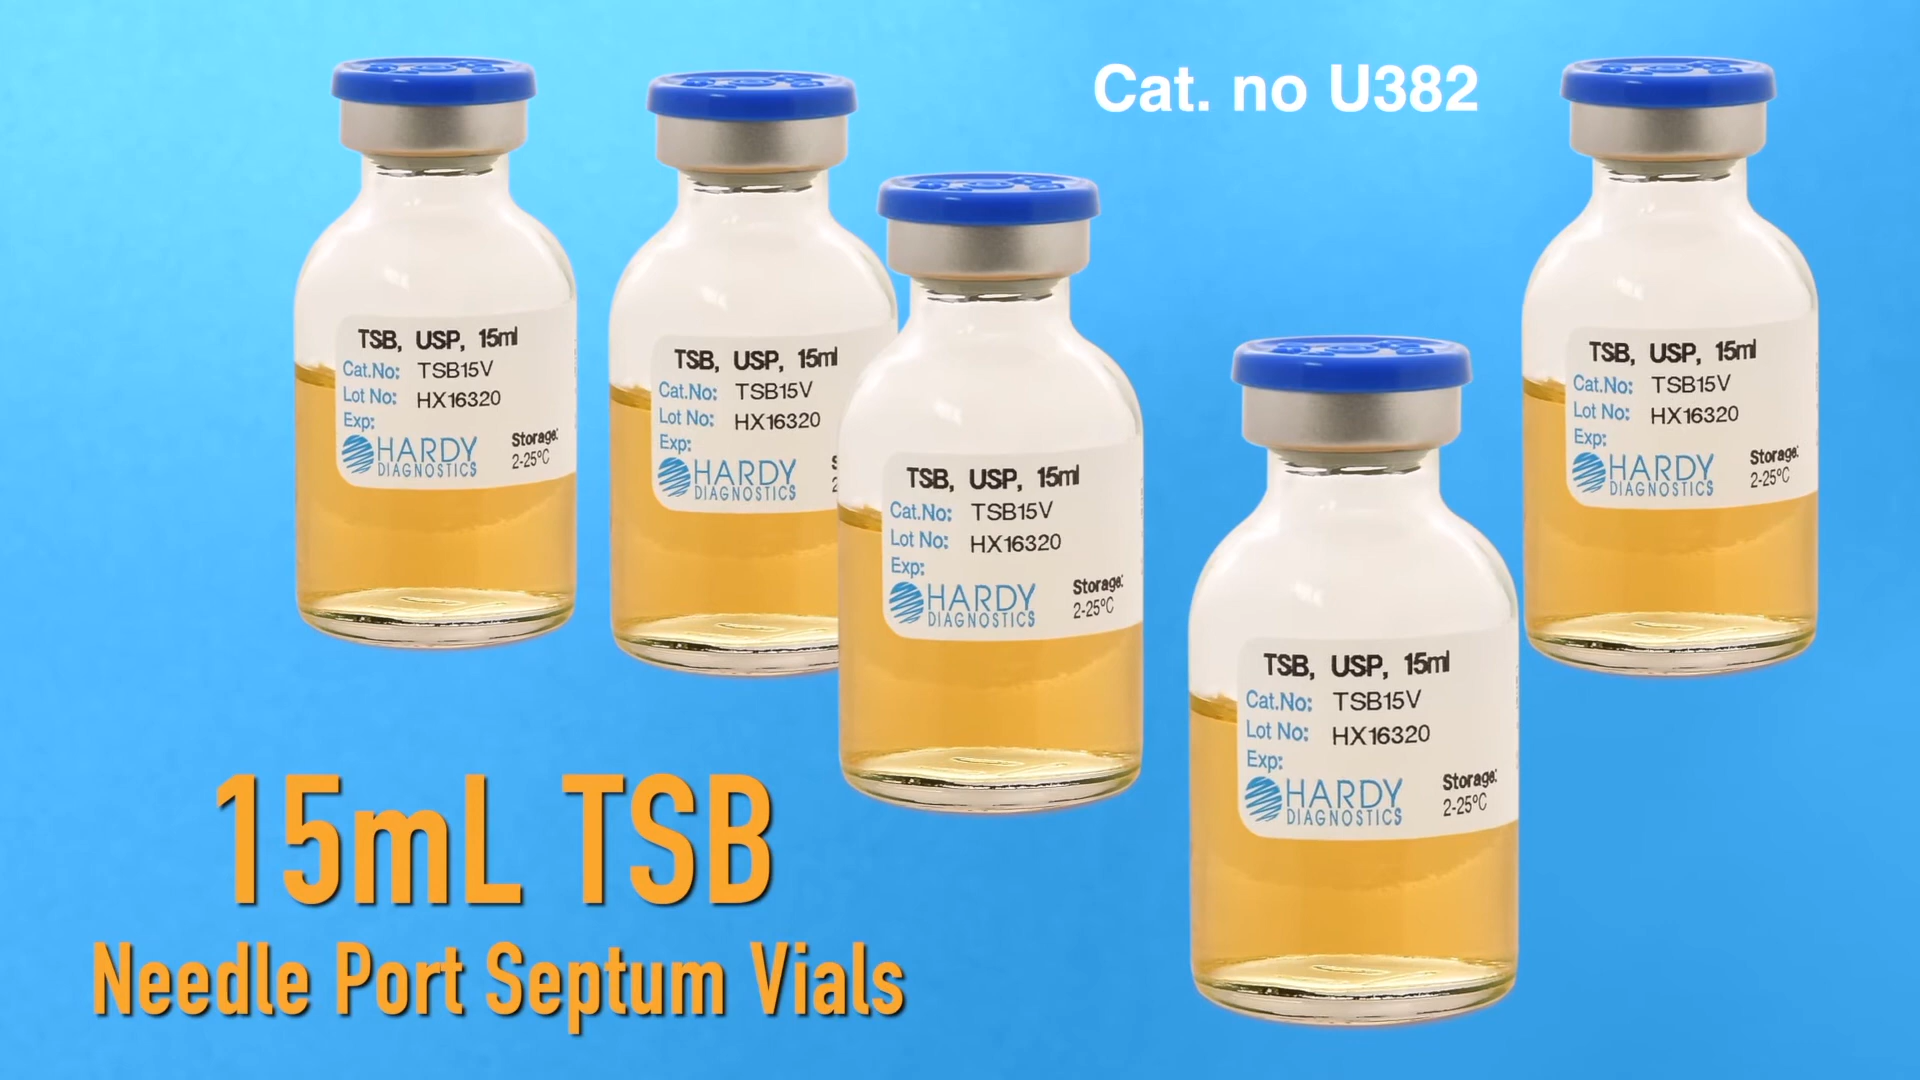 Cat. no U382
TSB, USP, 15ml
Cat.No: TSB15V
Lot No: HX16320
Exp:
HARDY
DIAGNOSTICS
Storage:
2-25°C
TSB, USP, 15ml
Cat.No: TSB15V
Lot No: HX16320
Exp:
HARDY
DIAGNOSTICS
TSB, USP, 15ml
Cat.No: TSB15V
Lot No: HX16320
Exp:
HARDY
DIAGNOSTICS
Storage:
2-25°C
TSB, USP, 15ml
Cat.No: TSB15V
Lot No: HX16320
Exp:
HARDY
DIAGNOSTICS
Storage:
2-25°C
TSB, USP, 15ml
Cat.No: TSB15V
Lot No: HX16320
Exp:
HARDY
DIAGNOSTICS
Storage:
2-25°C
15mL TSB
Needle Port Septum Vials